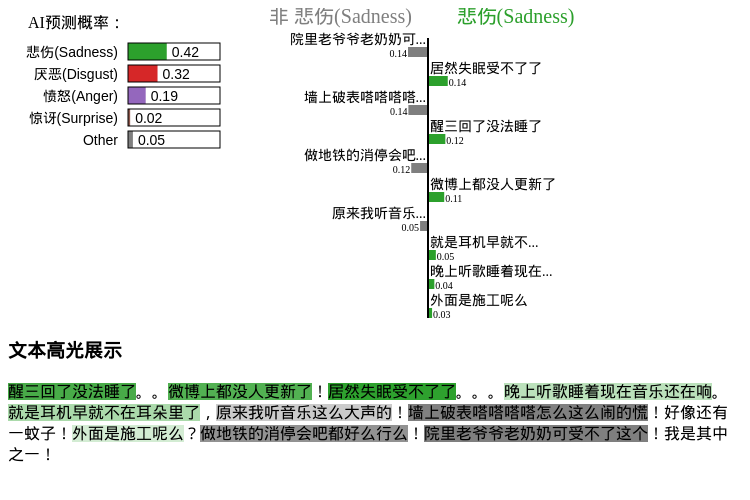 AI预测概率：
悲伤(Sadness) 0.42
厌恶(Disgust) 0.32
愤怒(Anger) 0.19
惊讶(Surprise) 0.02
Other 0.05
非 悲伤(Sadness) 悲伤(Sadness)
院里老爷爷老奶奶可...
0.14
居然失眠受不了了
0.14
墙上破表嗒嗒嗒嗒...
0.14
醒三回了没法睡了
0.12
做地铁的消停会吧...
0.12
微博上都没人更新了
0.11
原来我听音乐...
0.05
就是耳机早就不...
0.05
晚上听歌睡着现在...
0.04
外面是施工呢么
0.03
文本高光展示
醒三回了没法睡了。。微博上都没人更新了！居然失眠受不了了。。。晚上听歌睡着现在音乐还在响。
就是耳机早就不在耳朵里了，原来我听音乐这么大声的！墙上破表嗒嗒嗒嗒怎么这么闹的慌！好像还有
一蚊子！外面是施工呢么？做地铁的消停会吧都好么行么！院里老爷爷老奶奶可受不了这个！我是其中
之一！